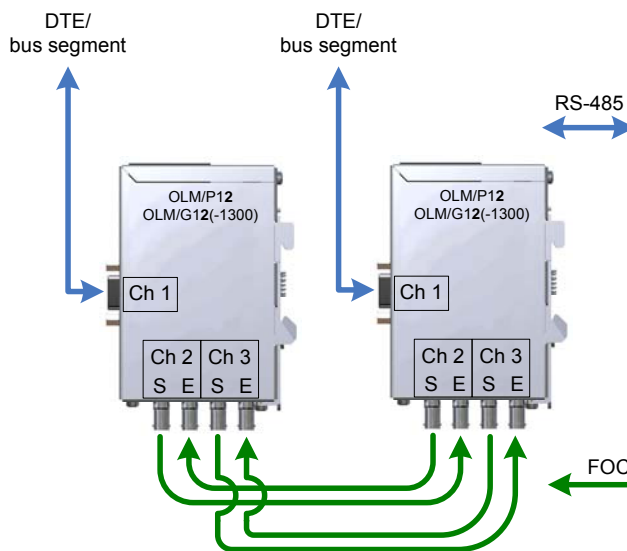 DTE/
bus segment
DTE/
bus segment
RS-485
OLM/P12
OLM/G12(-1300)
OLM/P12
OLM/G12(-1300)
Ch 1
Ch 1
Ch 2 Ch 3
S E S E
Ch 2 Ch 3
S E S E
FOC